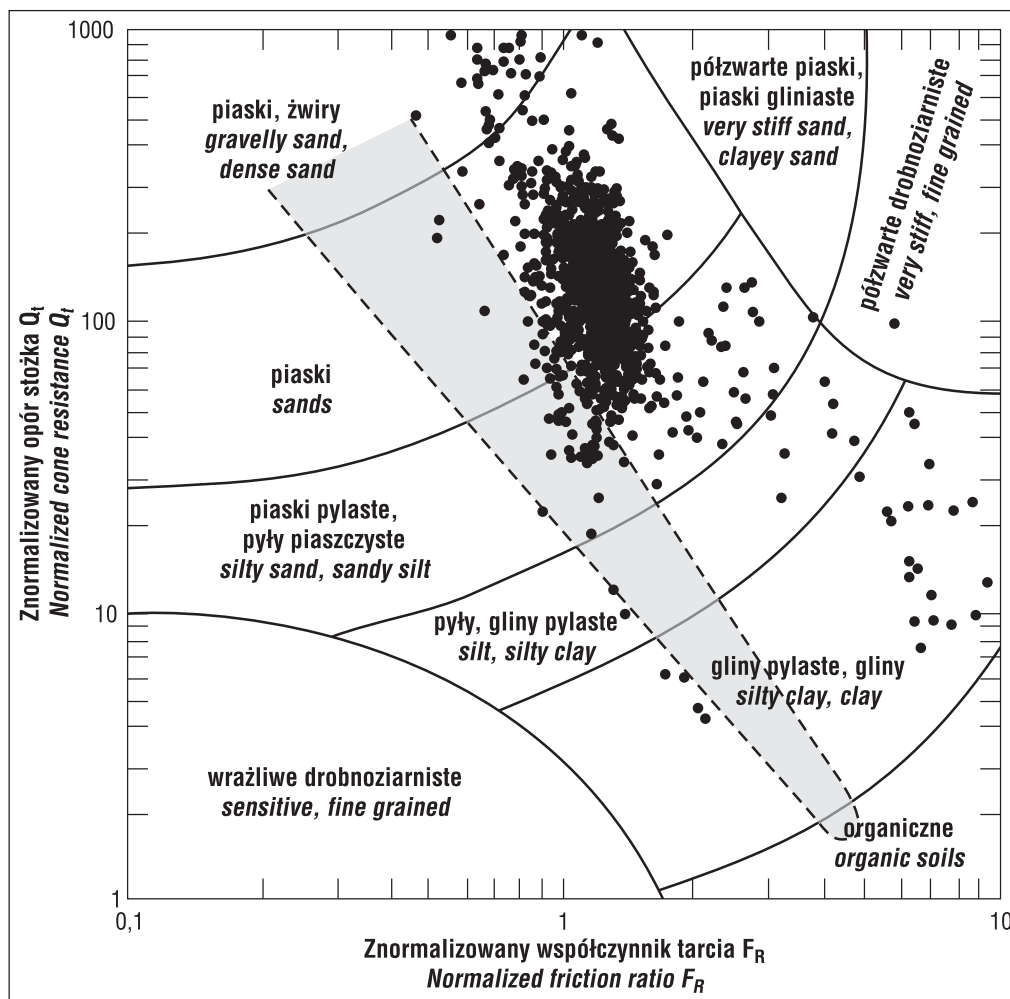 1000
100
10
1
0,1
1
10
Znormalizowany opór stożka Qt
Normalized cone resistance Qt
piaski, żwiry
gravelly sand,
dense sand
półzwarte piaski,
piaski gliniaste
very stiff sand,
clayey sand
półzwarte drobnoziarniste
very stiff, fine grained
piaski
sands
piaski pylaste,
pyły piaszczyste
silty sand, sandy silt
pyły, gliny pylaste
silt, silty clay
gliny pylaste, gliny
silty clay, clay
wrażliwe drobnoziarniste
sensitive, fine grained
organiczne
organic soils
Znormalizowany współczynnik tarcia FR
Normalized friction ratio FR